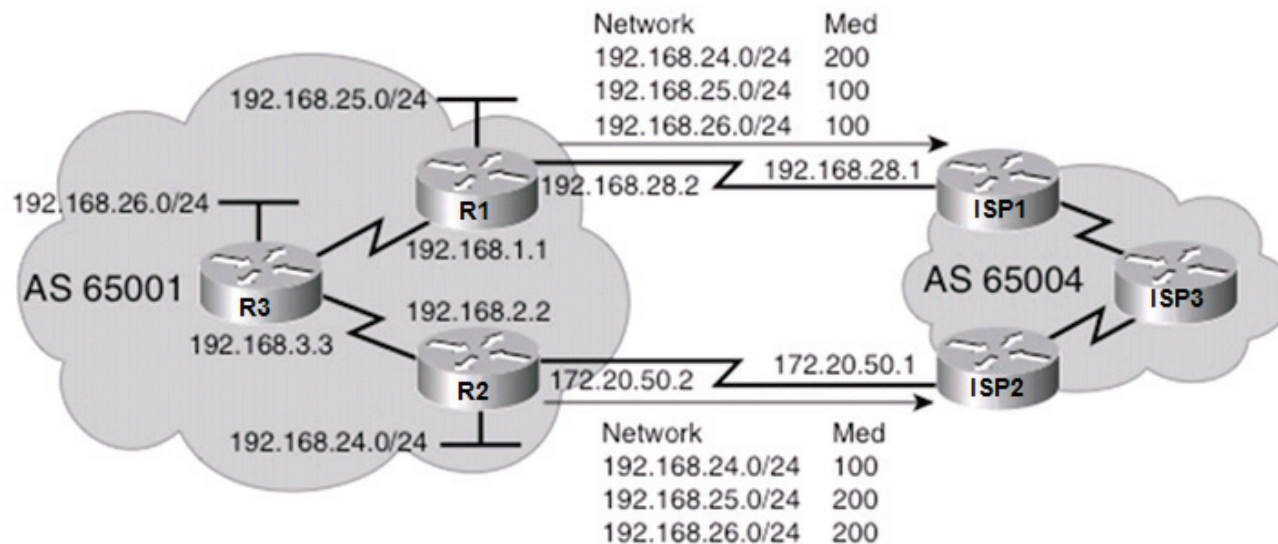 Network Med
192.168.24.0/24 200
192.168.25.0/24 100
192.168.26.0/24 100
192.168.25.0/24
192.168.28.1
192.168.28.2
192.168.26.0/24
R1
ISP1
192.168.1.1
AS 65001
R3
AS 65004
ISP3
192.168.2.2
192.168.3.3
172.20.50.1
172.20.50.2
R2
ISP2
192.168.24.0/24
Network Med
192.168.24.0/24 100
192.168.25.0/24 200
192.168.26.0/24 200